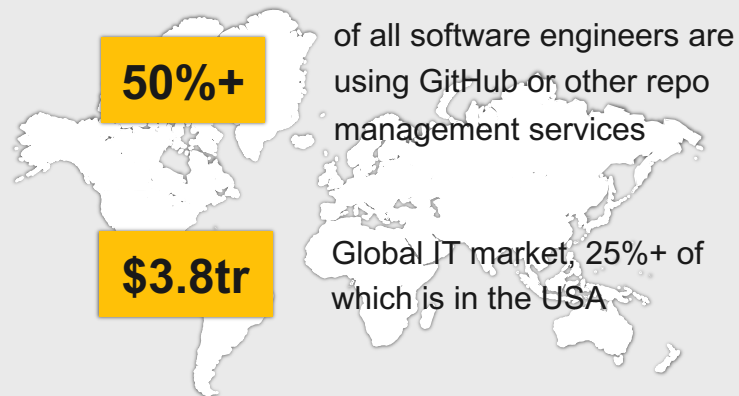 50%+
of all software engineers are
using GitHub or other repo
management services
$3.8tr
Global IT market, 25%+ of
which is in the USA